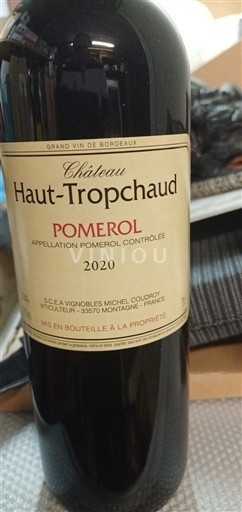 GRAND VIN DE BORDEAUX
Château
Haut-Tropchaud
POMEROL
APPELLATION POMEROL CONTRÔLÉE
VINIOU
2020
S.C.E.A VIGNOBLES MICHEL COUDROY
VITICULTEUR - 33570 MONTAGNE - FRANCE
MIS EN BOUTEILLE À LA PROPRIÉTÉ